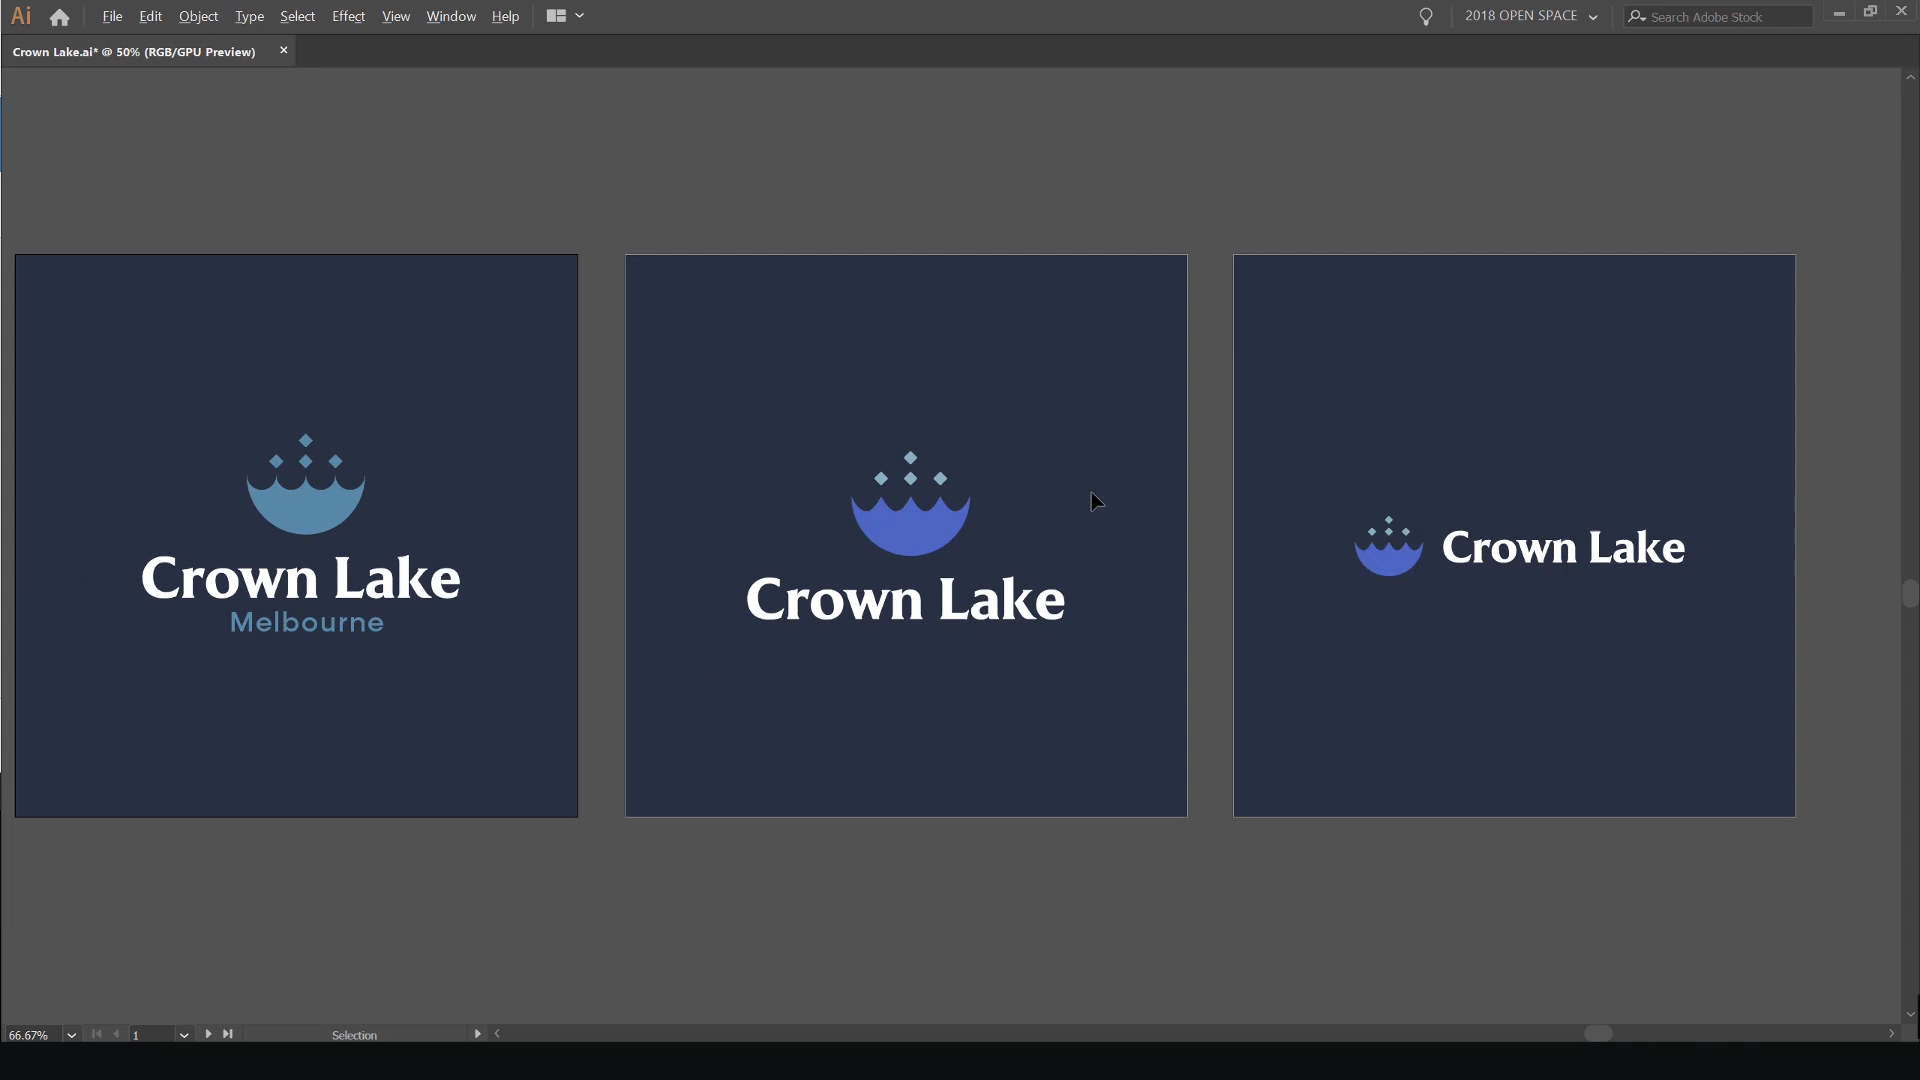 Ai File Edit Object Type Select Effect View Window Help 2018 OPEN SPACE Search Adobe Stock
Crown Lake.ai* @ 50% (RGB/GPU Preview) ×
Crown Lake
Melbourne
Crown Lake
Crown Lake
66.67% 1 Selection